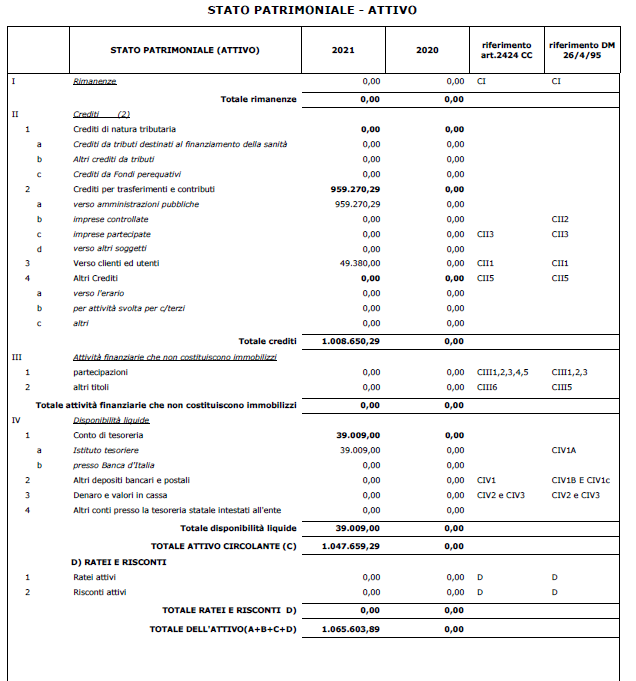 STATO PATRIMONIALE - ATTIVO
STATO PATRIMONIALE (ATTIVO) 2021 2020 riferimento art.2424 CC riferimento DM 26/4/95
I Rimanenze 0,00 0,00 CI CI
Totale rimanenze 0,00 0,00
II Crediti (2)
1 Crediti di natura tributaria 0,00 0,00
a Crediti da tributi destinati al finanziamento della sanità 0,00 0,00
b Altri crediti da tributi 0,00 0,00
c Crediti da Fondi perequativi 0,00 0,00
2 Crediti per trasferimenti e contributi 959.270,29 0,00
a verso amministrazioni pubbliche 959.270,29 0,00
b imprese controllate 0,00 0,00 CII2
c imprese partecipate 0,00 0,00 CII3 CII3
d verso altri soggetti 0,00 0,00
3 Verso clienti ed utenti 49.380,00 0,00 CII1 CII1
4 Altri Crediti 0,00 0,00 CII5 CII5
a verso l'erario 0,00 0,00
b per attività svolta per c/terzi 0,00 0,00
c altri 0,00 0,00
Totale crediti 1.008.650,29 0,00
III Attività finanziarie che non costituiscono immobilizzi
1 partecipazioni 0,00 0,00 CIII1,2,3,4,5 CIII1,2,3
2 altri titoli 0,00 0,00 CIII6 CIII5
Totale attività finanziarie che non costituiscono immobilizzi 0,00 0,00
IV Disponibilità liquide
1 Conto di tesoreria 39.009,00 0,00
a Istituto tesoriere 39.009,00 0,00 CIV1A
b presso Banca d'Italia 0,00 0,00
2 Altri depositi bancari e postali 0,00 0,00 CIV1 CIV1B E CIV1c
3 Denaro e valori in cassa 0,00 0,00 CIV2 e CIV3 CIV2 e CIV3
4 Altri conti presso la tesoreria statale intestati all'ente 0,00 0,00
Totale disponibilità liquide 39.009,00 0,00
TOTALE ATTIVO CIRCOLANTE (C) 1.047.659,29 0,00
D) RATEI E RISCONTI
1 Ratei attivi 0,00 0,00 D D
2 Risconti attivi 0,00 0,00 D D
TOTALE RATEI E RISCONTI D) 0,00 0,00
TOTALE DELL'ATTIVO(A+B+C+D) 1.065.603,89 0,00